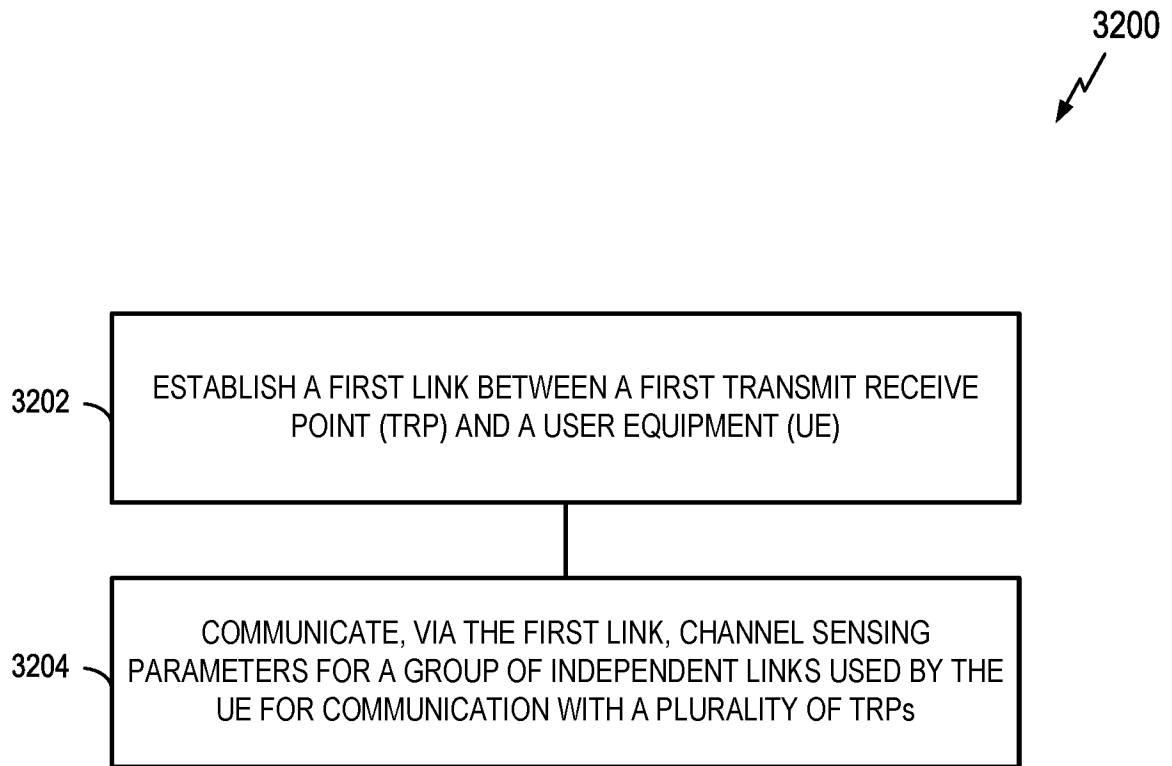 3200
3202
ESTABLISH A FIRST LINK BETWEEN A FIRST TRANSMIT RECEIVE
POINT (TRP) AND A USER EQUIPMENT (UE)
3204
COMMUNICATE, VIA THE FIRST LINK, CHANNEL SENSING
PARAMETERS FOR A GROUP OF INDEPENDENT LINKS USED BY THE
UE FOR COMMUNICATION WITH A PLURALITY OF TRPs